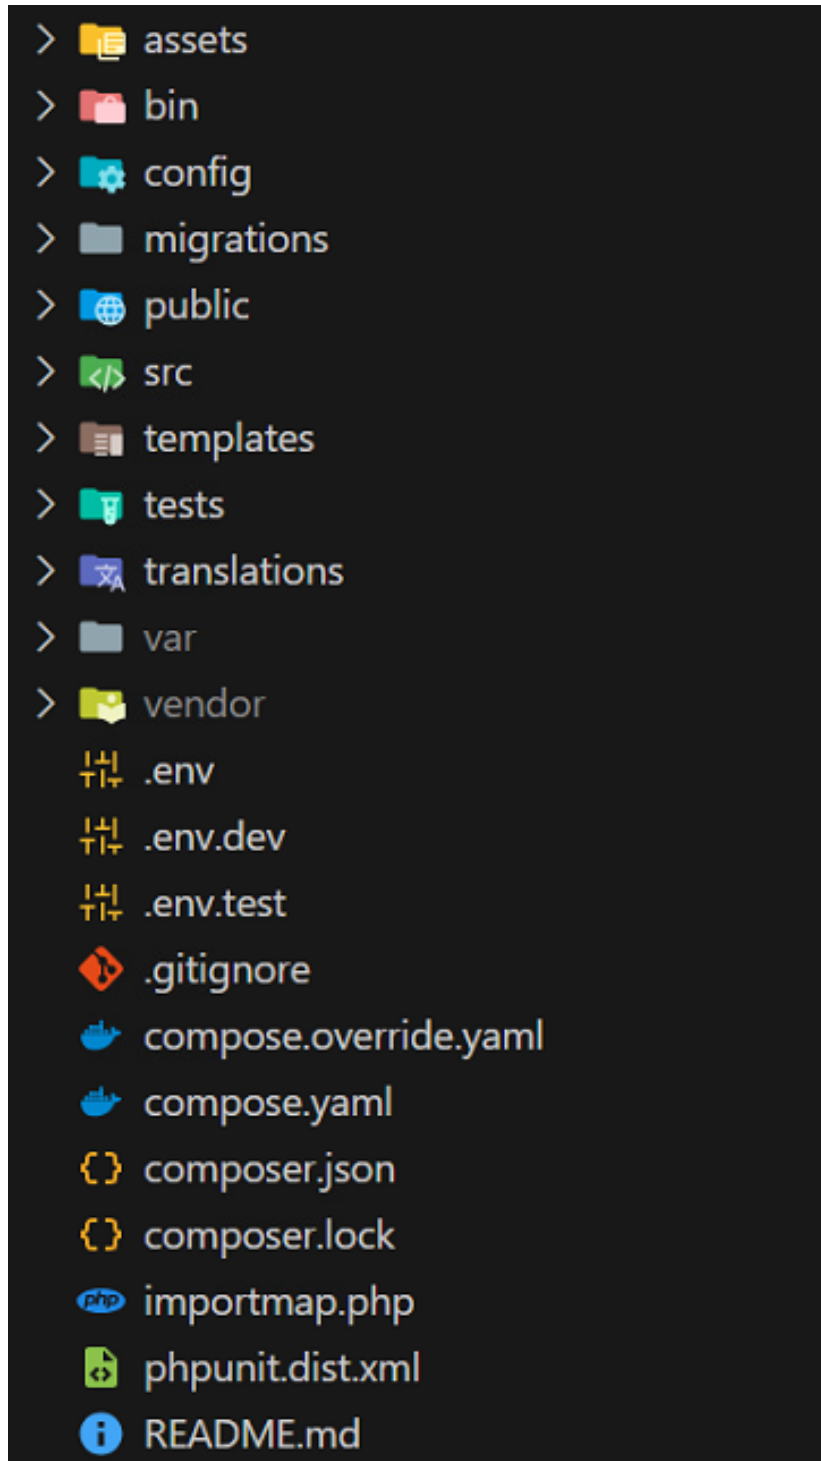 assets
bin
config
migrations
public
src
templates
tests
translations
var
vendor
.env
.env.dev
.env.test
.gitignore
compose.override.yaml
compose.yaml
composer.json
composer.lock
importmap.php
phpunit.dist.xml
README.md